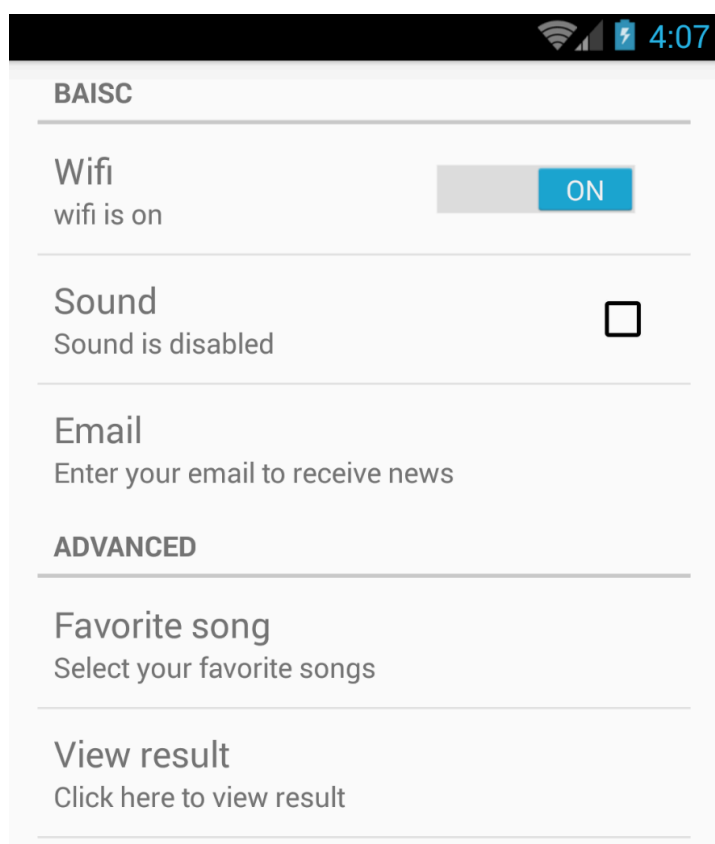 4:07
BAISC
Wifi
ON
wifi is on
Sound
Sound is disabled
Email
Enter your email to receive news
ADVANCED
Favorite song
Select your favorite songs
View result
Click here to view result